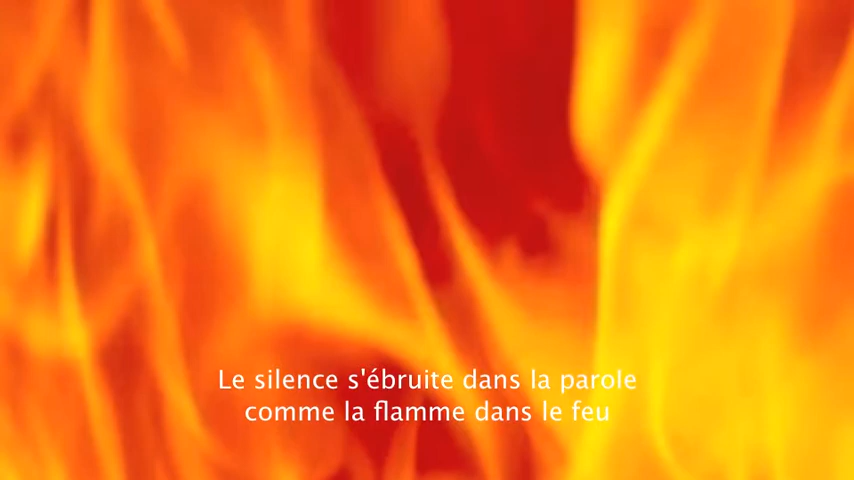 Le silence s'ébruite dans la parole
comme la flamme dans le feu